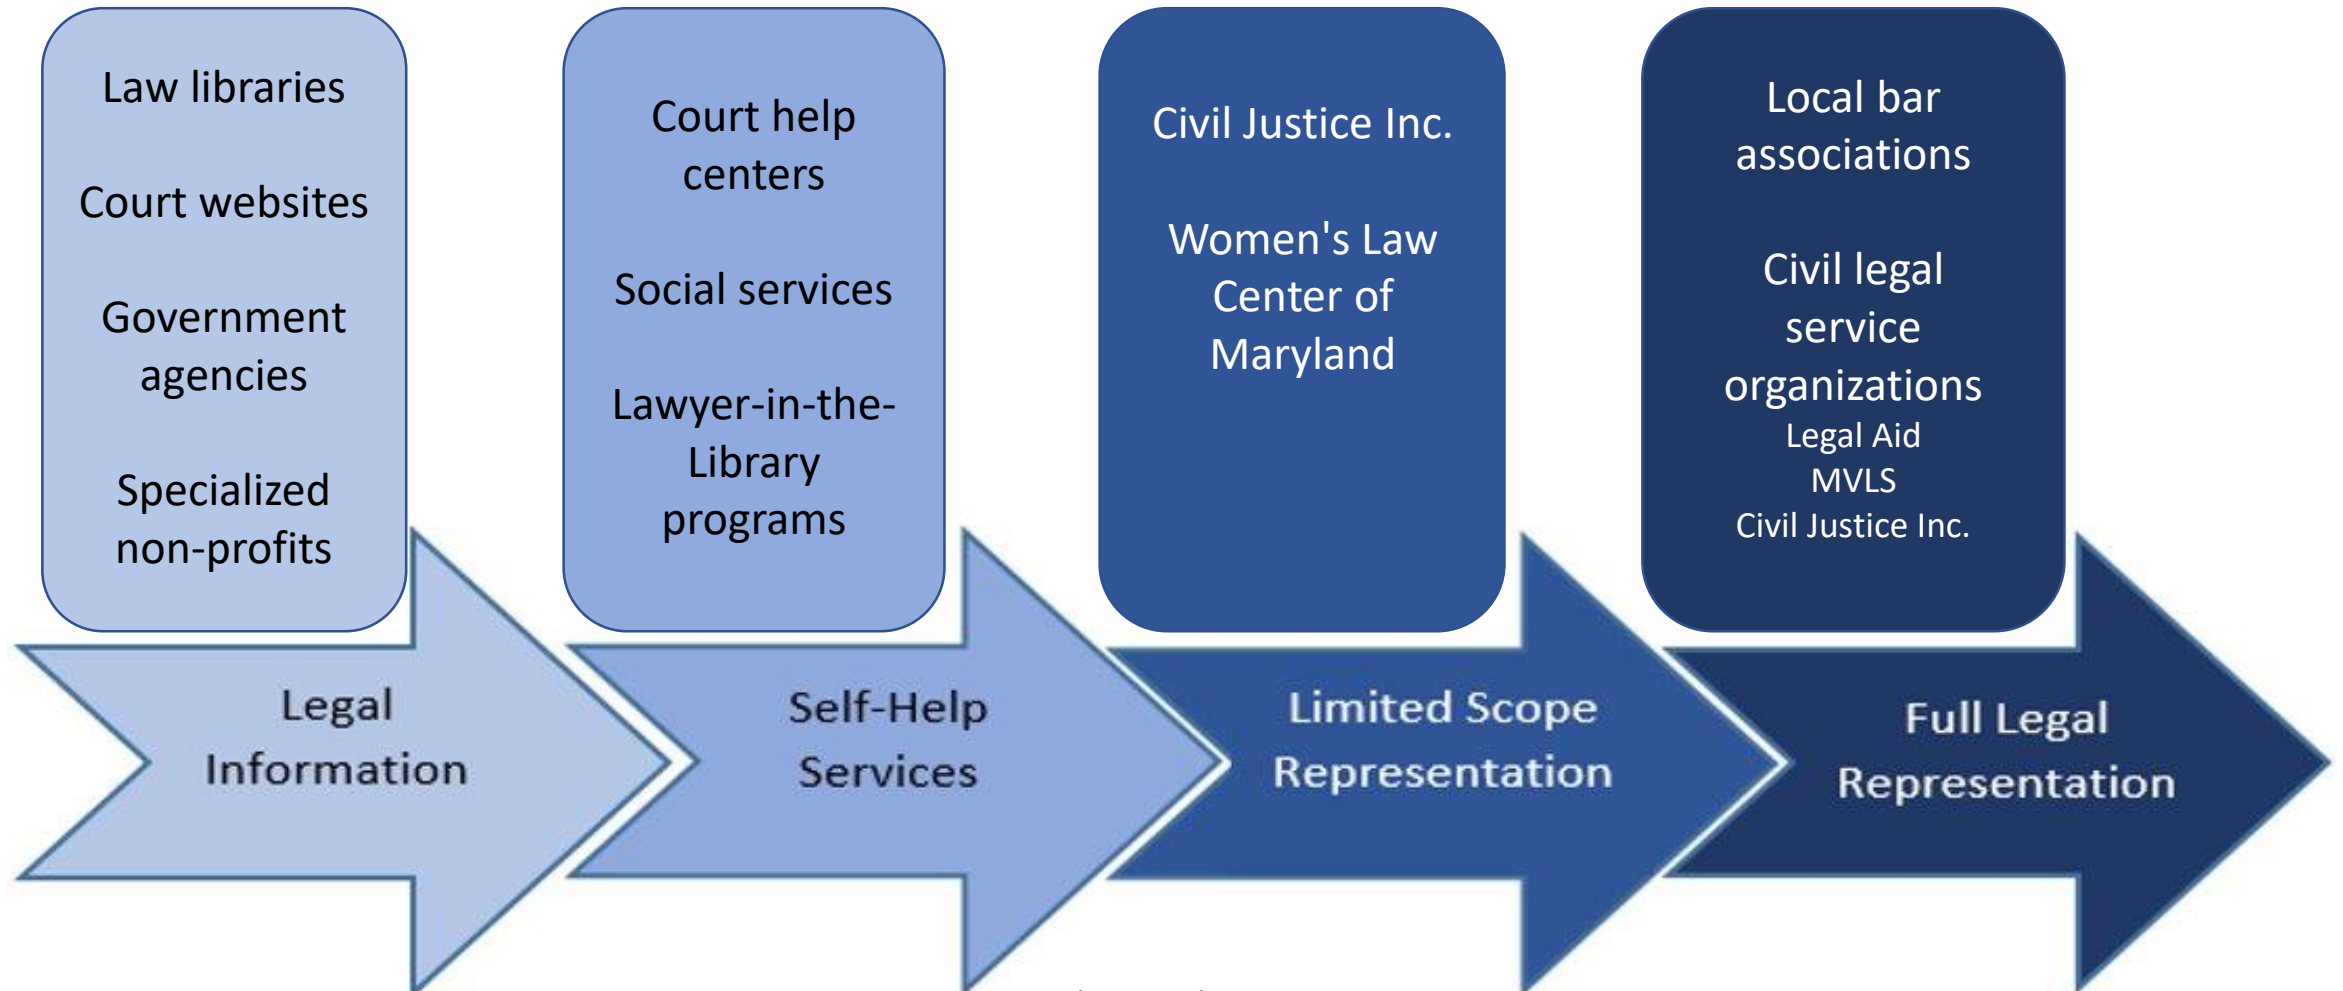 Law libraries
Court websites
Government
agencies
Specialized
non-profits
Court help
centers
Social services
Lawyer-in-the-
Library
programs
Civil Justice Inc.
Women's Law
Center of
Maryland
Local bar
associations
Civil legal
service
organizations
Legal Aid
MVLS
Civil Justice Inc.
Legal
Information
Self-Help
Services
Limited Scope
Representation
Full Legal
Representation